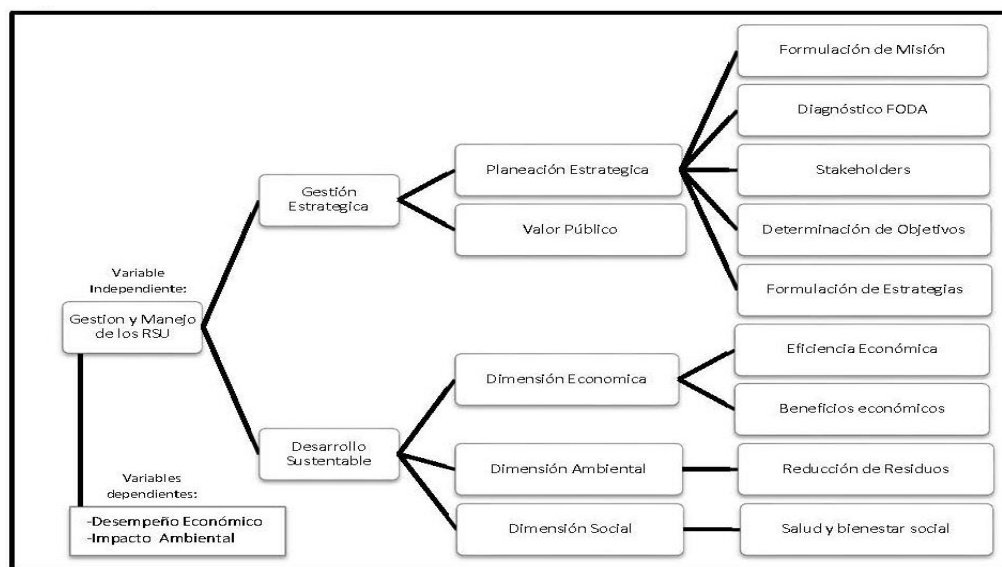 Formulación de Misión
Diagnóstico FODA
Stakeholders
Determinación de Objetivos
Formulación de Estrategias
Planeación Estrategica
Valor Público
Gestión
Estrategica
Variable
Independiente:
Gestion y Manejo
de los RSU
Eficiencia Económica
Beneficios económicos
Dimensión Economica
Desarrollo
Sustentable
Dimensión Ambiental
Reducción de Residuos
Dimensión Social
Salud y bienestar social
Variables
dependientes:
-Desempeño Económico
-Impacto Ambiental